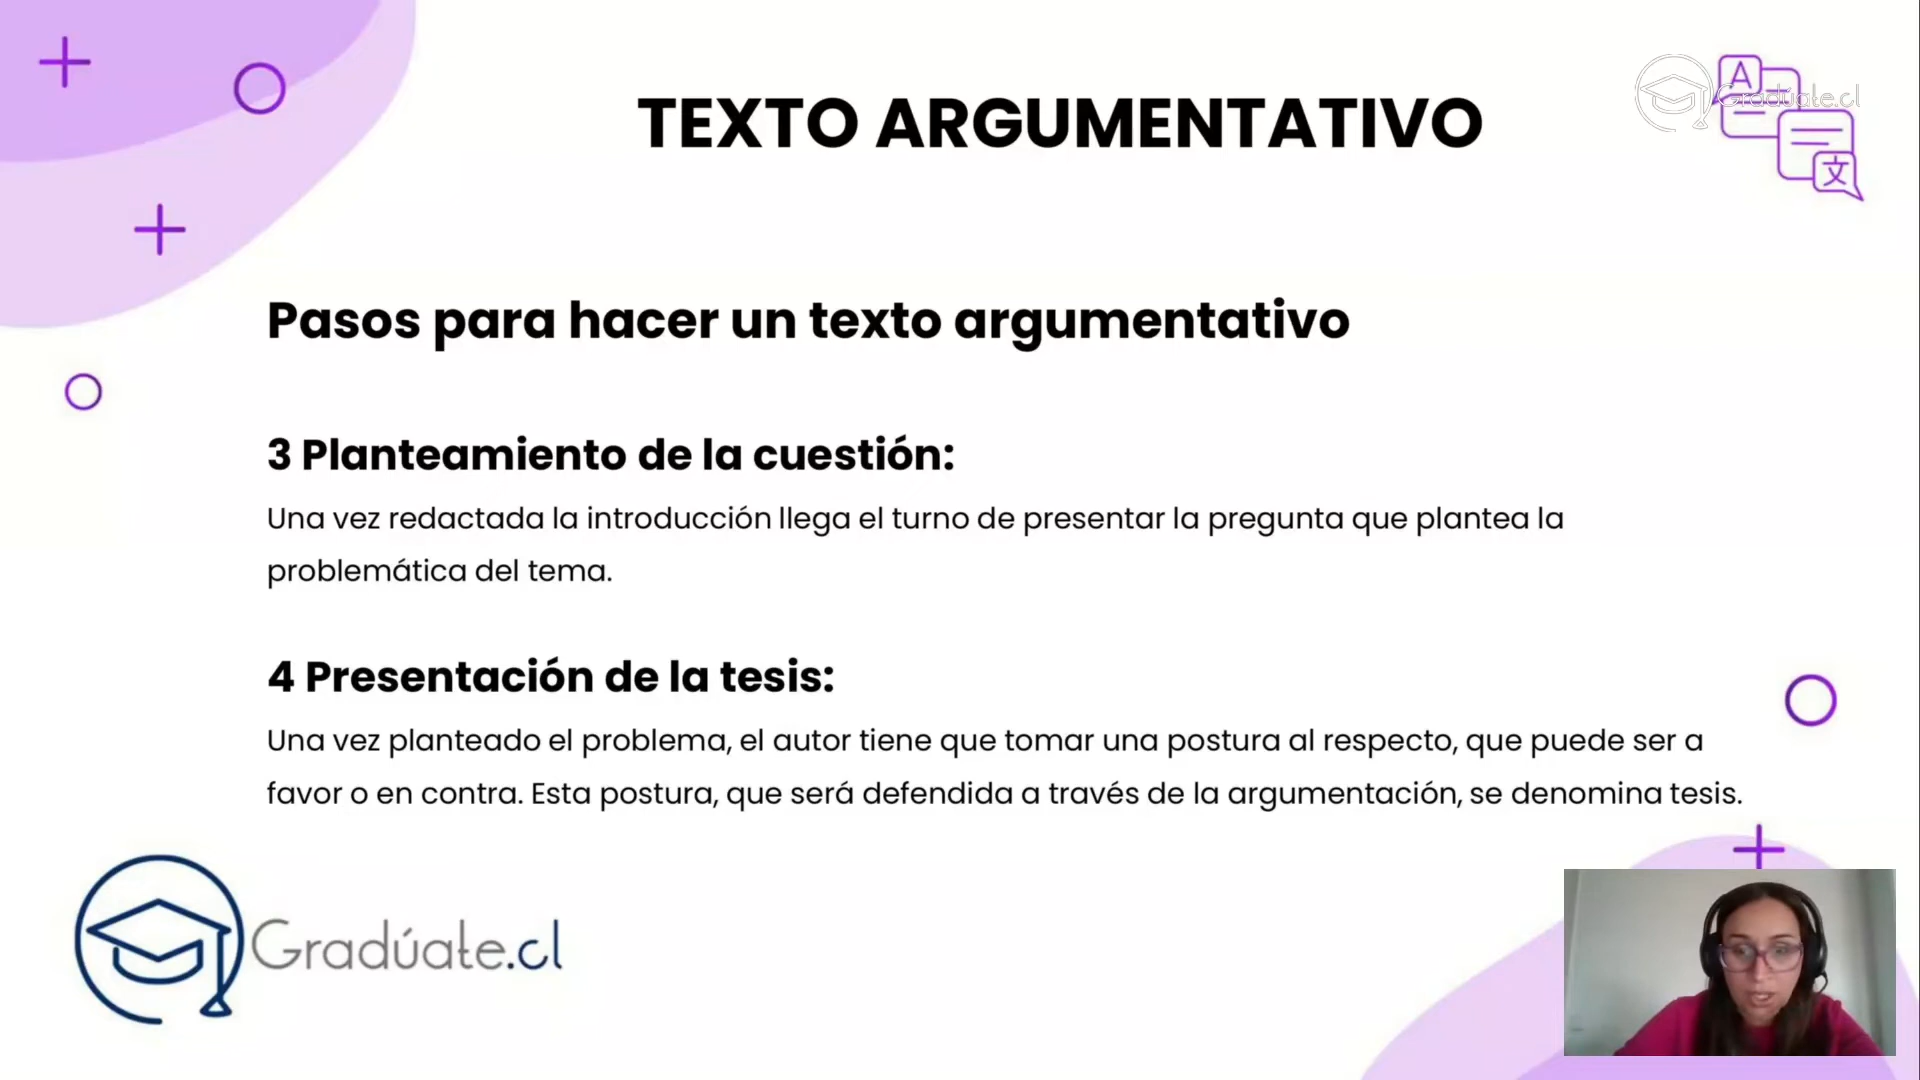 TEXTO ARGUMENTATIVO
Gradúate.cl
A
文
Pasos para hacer un texto argumentativo
3 Planteamiento de la cuestión:
Una vez redactada la introducción llega el turno de presentar la pregunta que plantea la
problemática del tema.
4 Presentación de la tesis:
Una vez planteado el problema, el autor tiene que tomar una postura al respecto, que puede ser a
favor o en contra. Esta postura, que será defendida a través de la argumentación, se denomina tesis.
Gradúate.cl